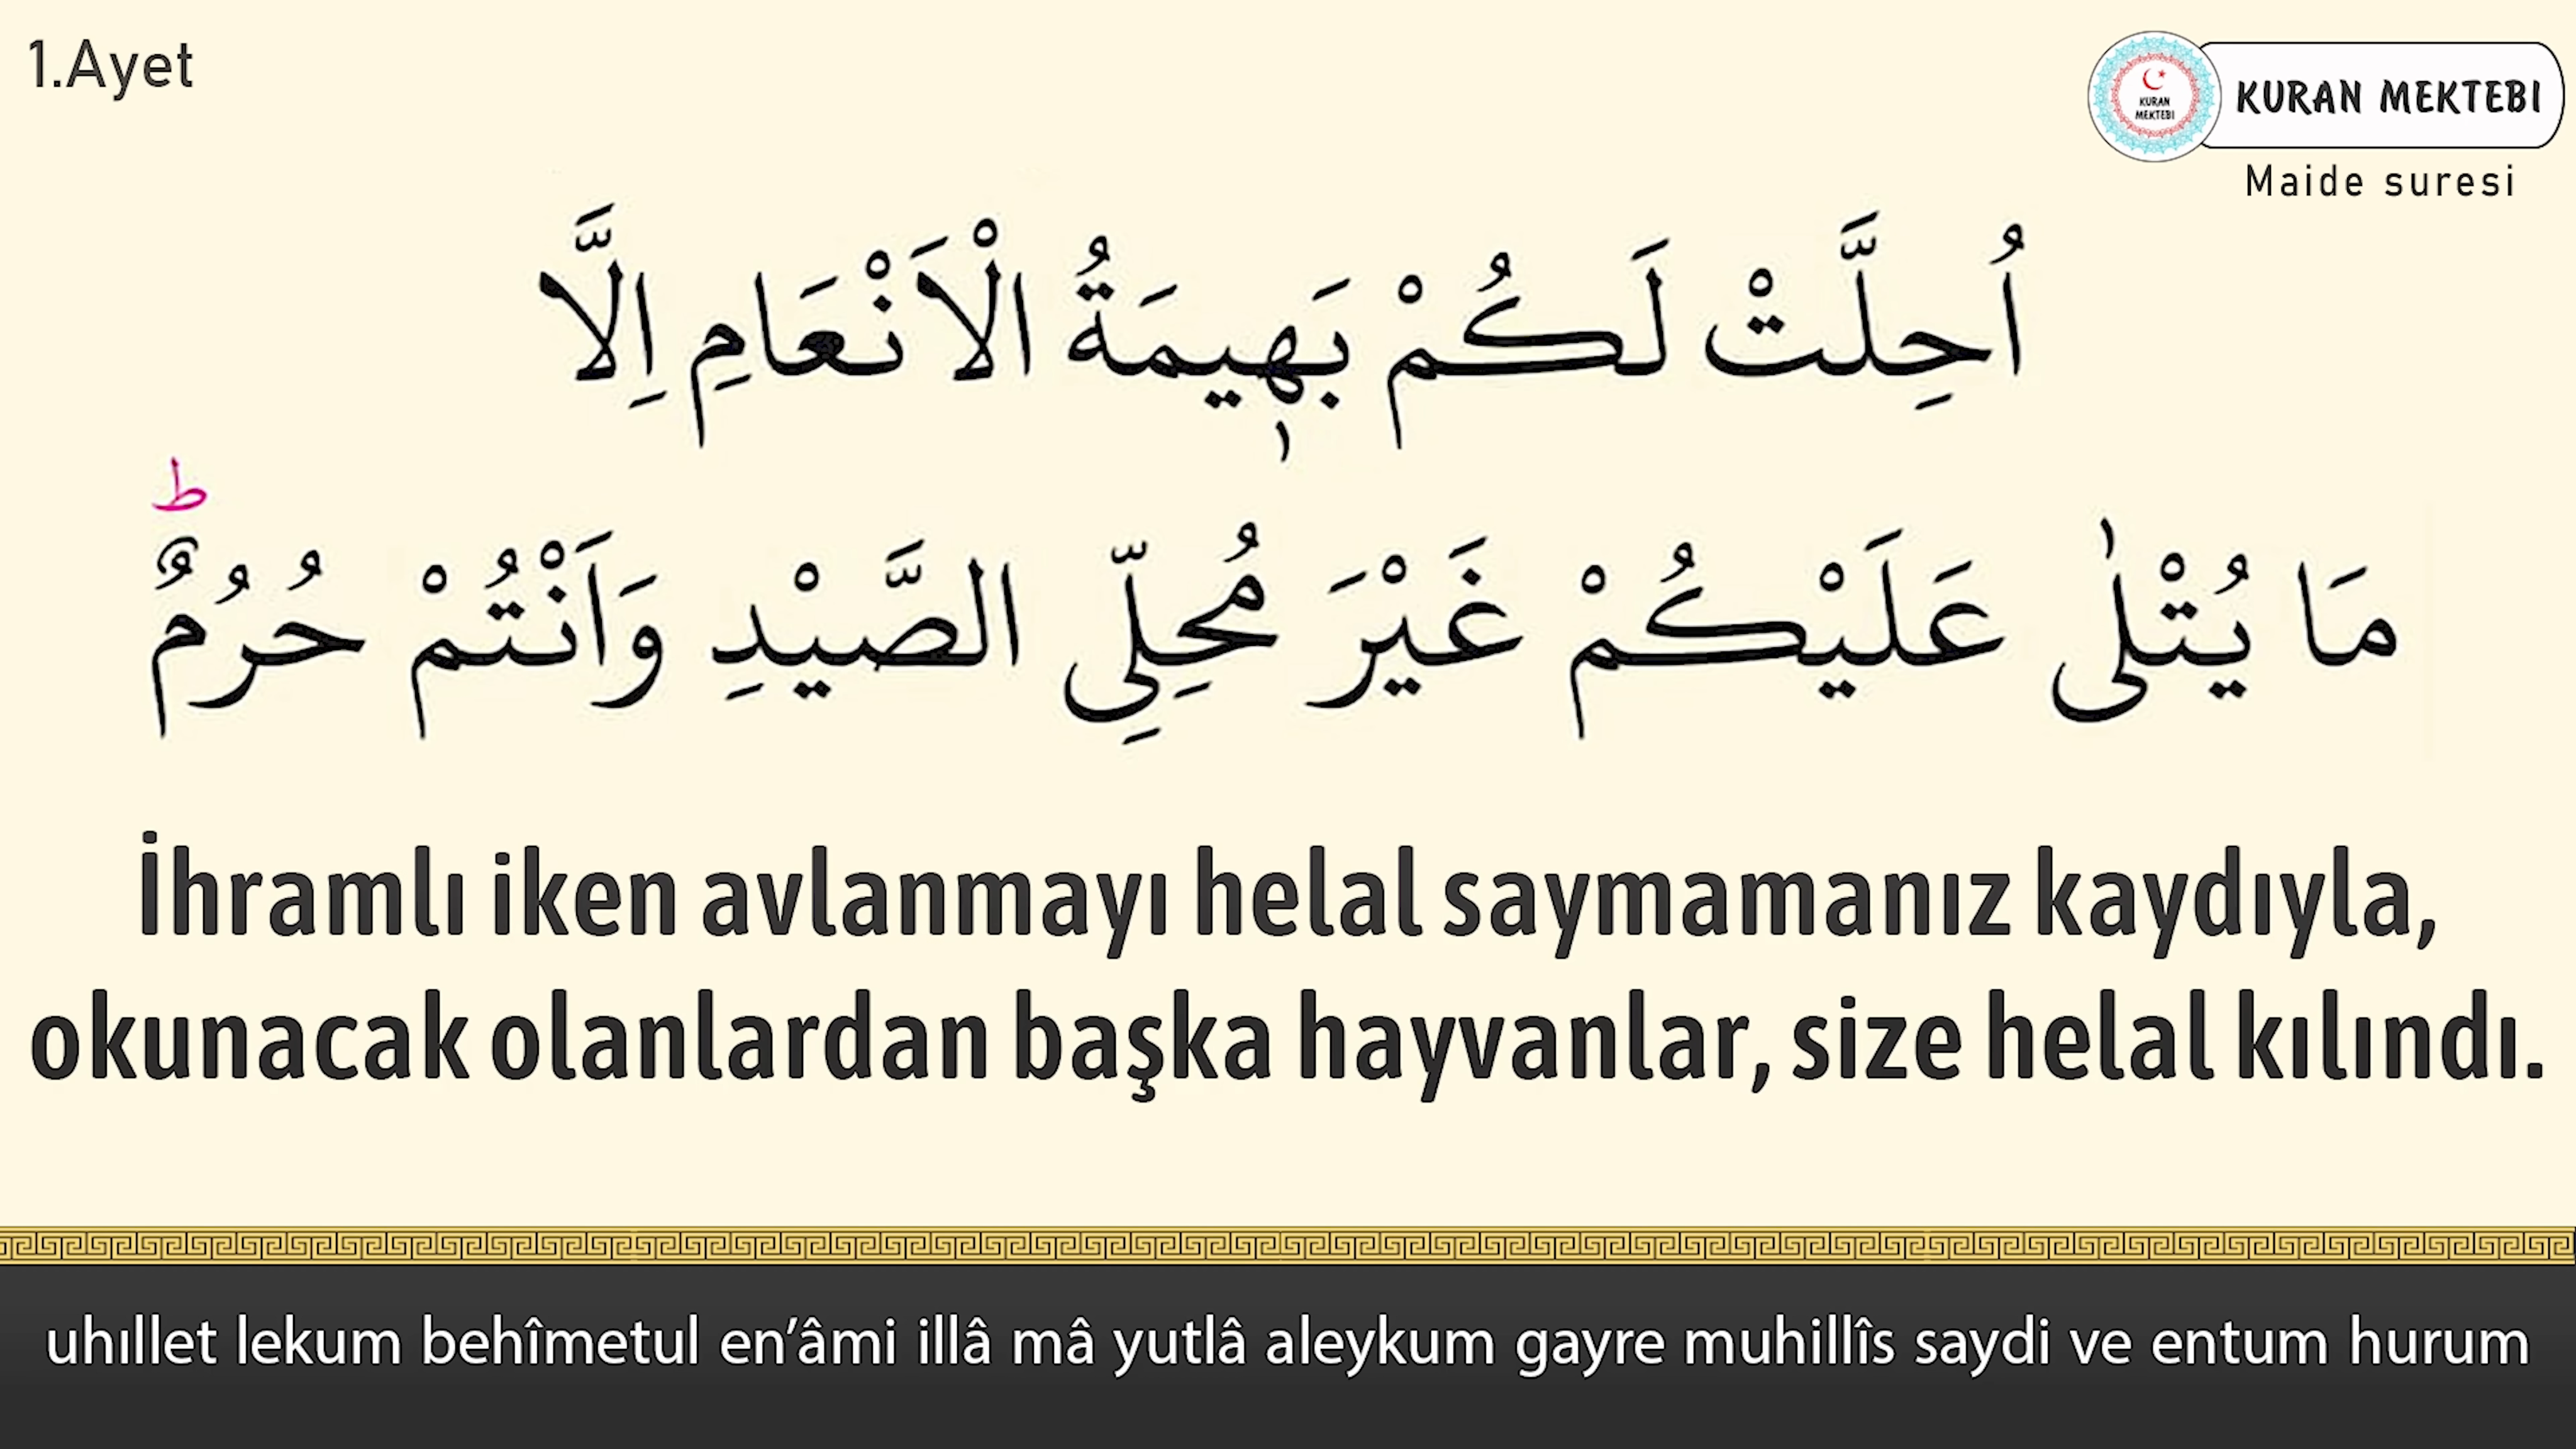 1.Ayet
KURAN MEKTEBI
KURAN MEKTEBI
Maide suresi
اُحِلَّتْ لَكُمْ بَهٖيمَةُ الْاَنْعَامِ اِلَّا
ط
مَا يُتْلٰى عَلَيْكُمْ غَيْرَ مُحِلِّي الصَّيْدِ وَاَنْتُمْ حُرُمٌ
İhramlı iken avlanmayı helal saymamanız kaydıyla,
okunacak olanlardan başka hayvanlar, size helal kılındı.
uhıllet lekum behîmetul en’âmi illâ mâ yutlâ aleykum gayre muhillîs saydi ve entum hurum